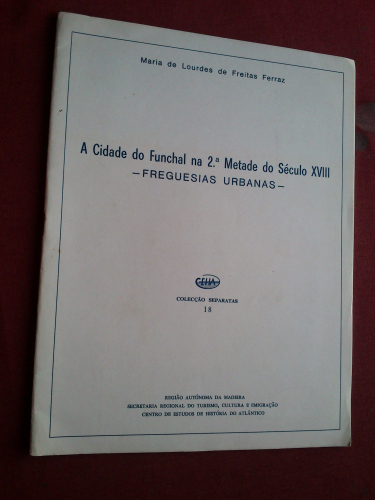 Maria de Lourdes de Freitas Ferraz
A Cidade do Funchal na 2.ª Metade do Século XVIII
—FREGUESIAS URBANAS—
CEHA
COLECÇÃO SEPARATAS
18
REGIÃO AUTÓNOMA DA MADEIRA
SECRETARIA REGIONAL DO TURISMO, CULTURA E EMIGRAÇÃO
CENTRO DE ESTUDOS DE HISTÓRIA DO ATLÂNTICO